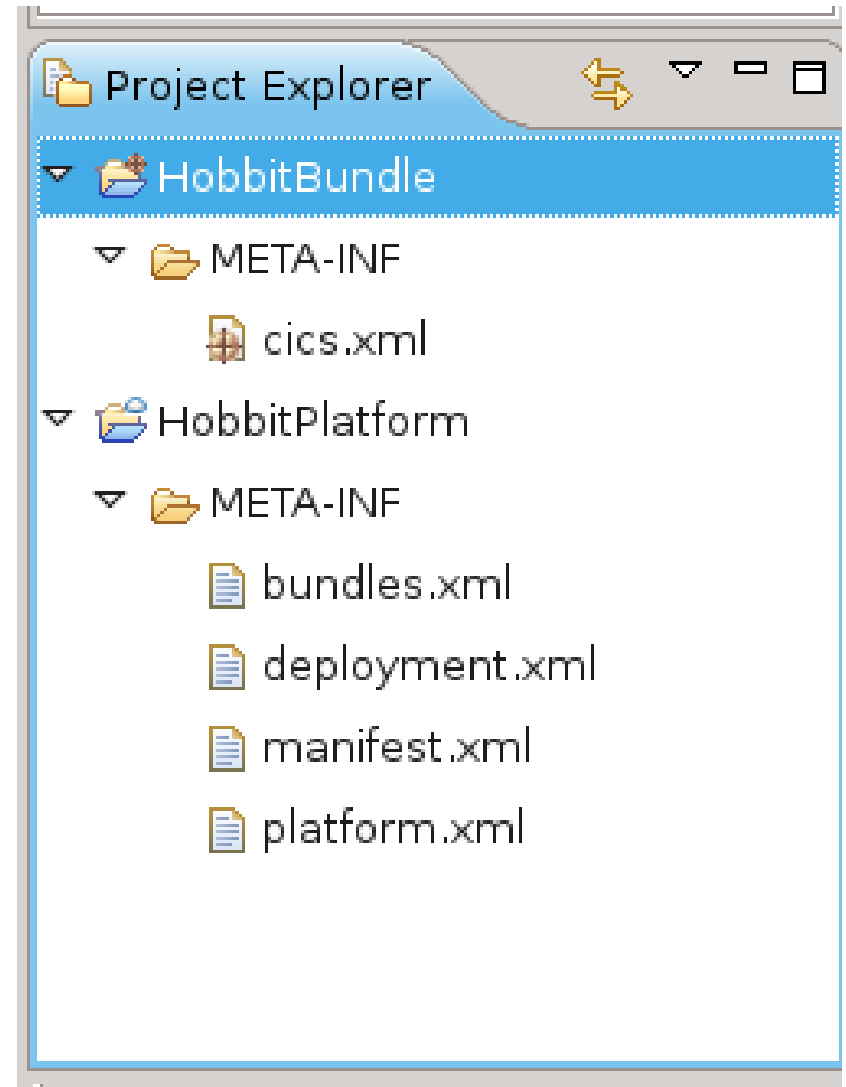 Project Explorer
HobbitBundle
META-INF
cics.xml
HobbitPlatform
META-INF
bundles.xml
deployment.xml
manifest.xml
platform.xml